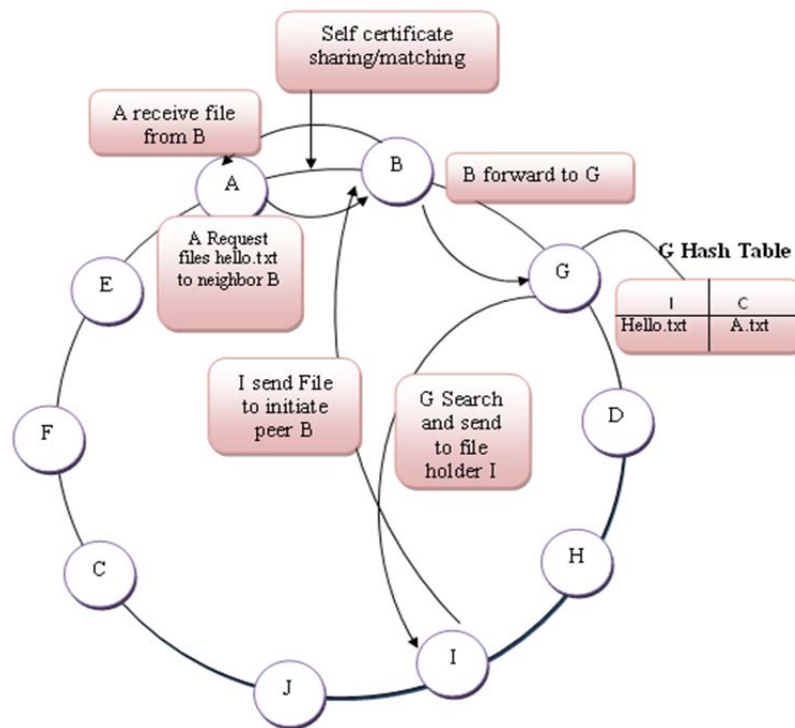 Self certificate
sharing/matching
A receive file
from B
A
B
B forward to G
A Request
files hello.txt
to neighbor B
G
G Hash Table
I C
Hello.txt A.txt
E
I send File
to initiate
peer B
G Search
and send
to file
holder I
D
F
H
C
I
J